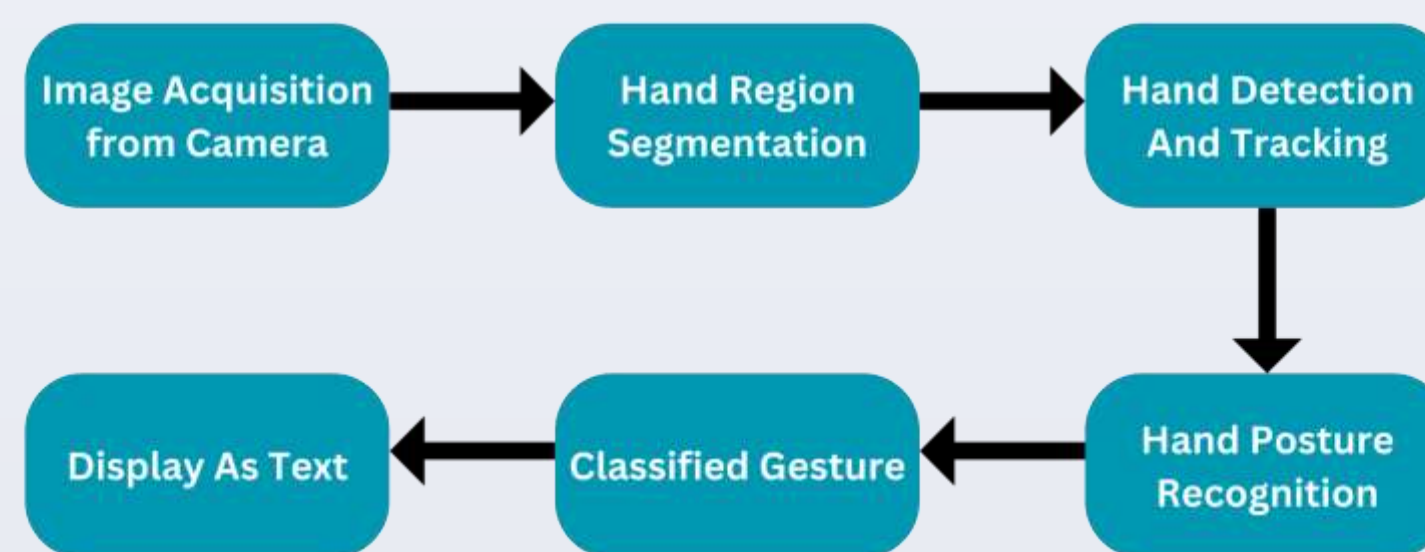 Image Acquisition
from Camera
Hand Region
Segmentation
Hand Detection
And Tracking
Hand Posture
Recognition
Classified Gesture
Display As Text